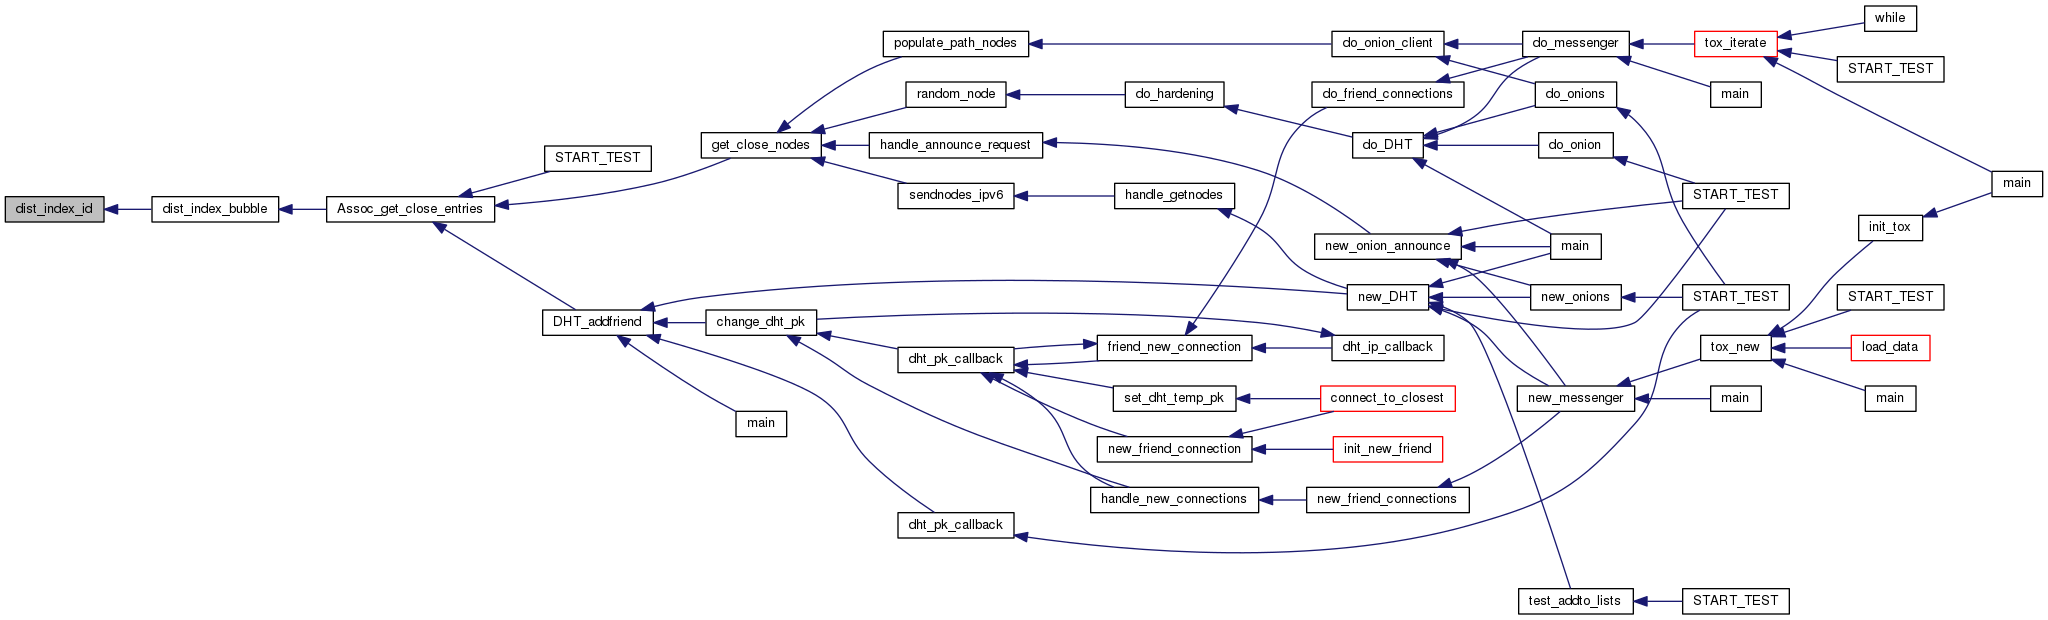 while
populate_path_nodes
do_onion_client
do_messenger
tox_iterate
START_TEST
random_node
do_hardening
do_friend_connections
do_onions
main
get_close_nodes
handle_announce_request
do_DHT
do_onion
START_TEST
main
sendnodes_ipv6
handle_getnodes
START_TEST
dist_index_id
dist_index_bubble
Assoc_get_close_entries
init_tox
new_onion_announce
main
new_DHT
new_onions
START_TEST
START_TEST
DHT_addfriend
change_dht_pk
dht_pk_callback
friend_new_connection
dht_ip_callback
tox_new
load_data
set_dht_temp_pk
connect_to_closest
new_messenger
main
main
main
new_friend_connection
init_new_friend
handle_new_connections
new_friend_connections
dht_pk_callback
test_addto_lists
START_TEST